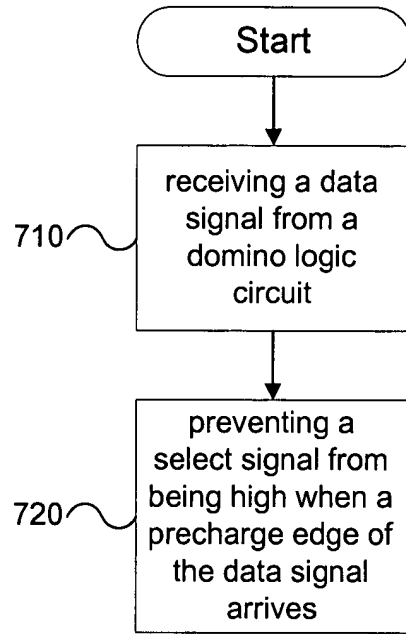 Start
receiving a data
signal from a
domino logic
circuit
710
preventing a
select signal from
being high when a
precharge edge of
the data signal
arrives
720